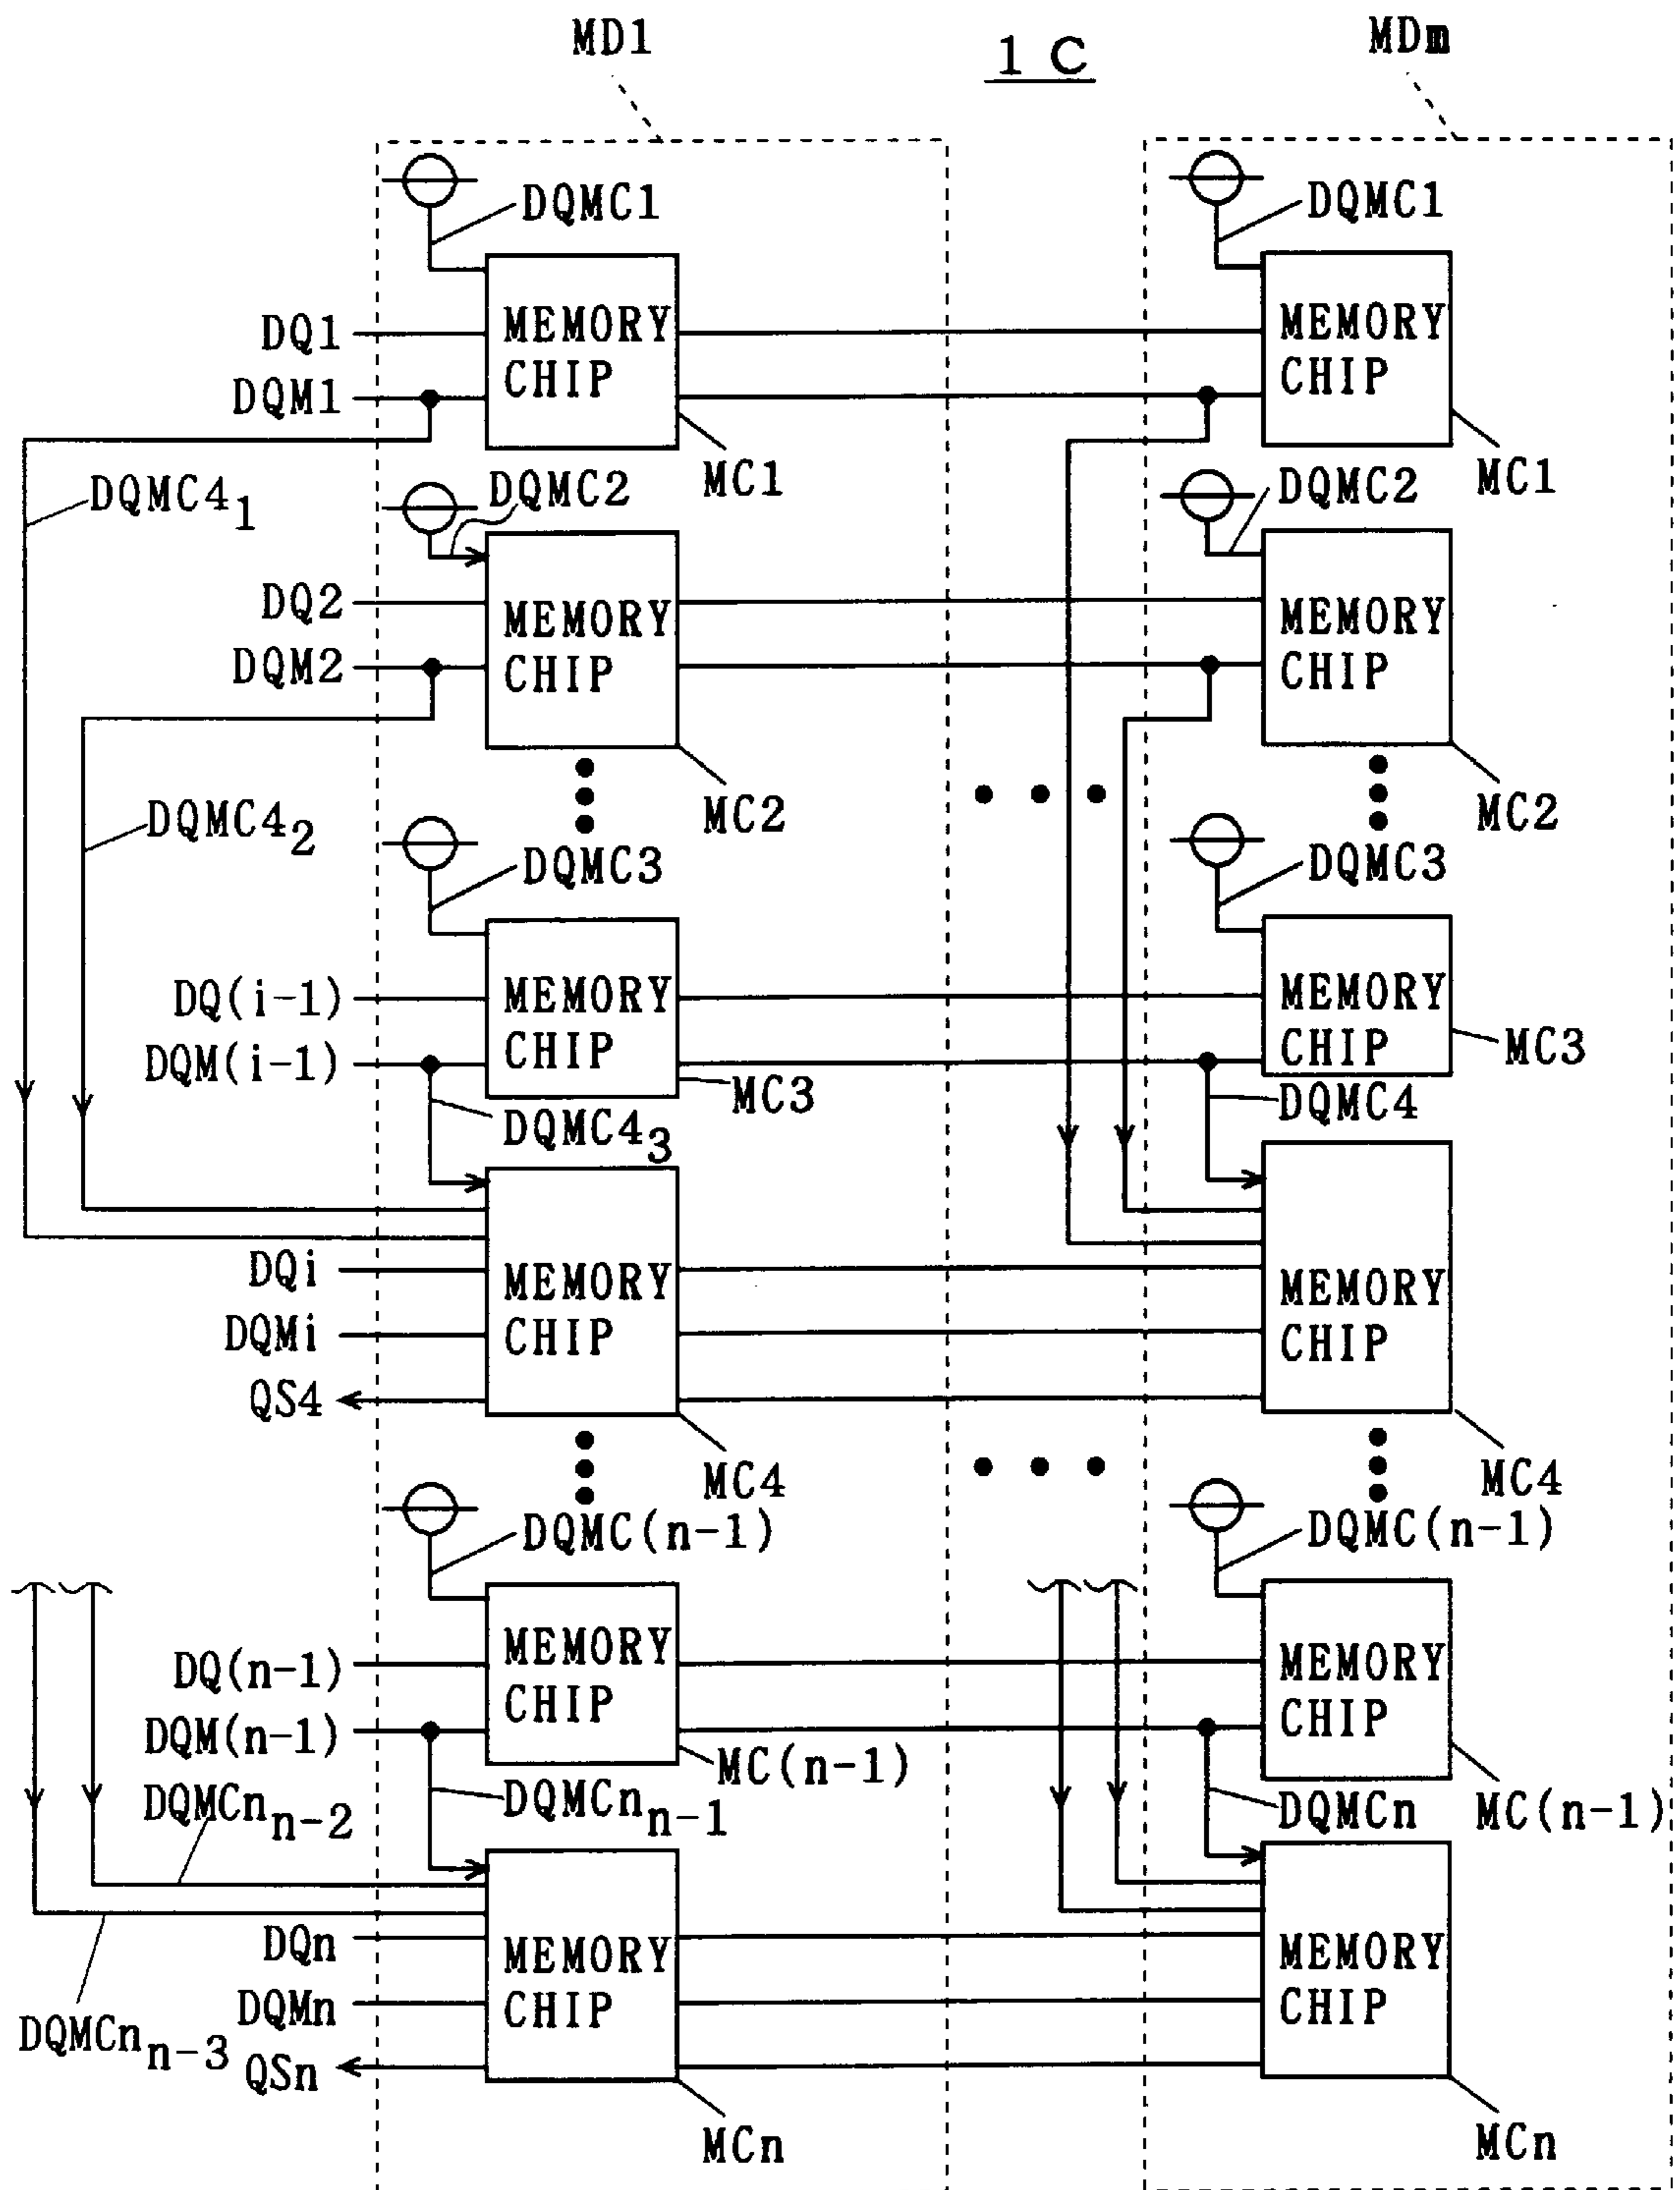 MD1
1 C
MDm
DQMC1
DQMC1
DQ1
MEMORY
CHIP
MEMORY
CHIP
DQM1
MC1
MC1
DQMC4₁
DQMC2
DQMC2
DQ2
MEMORY
CHIP
MEMORY
CHIP
DQM2
MC2
MC2
DQMC4₂
DQMC3
DQMC3
DQ(i-1)
MEMORY
CHIP
MEMORY
CHIP
DQM(i-1)
MC3
MC3
DQMC4₃
DQMC4
DQi
MEMORY
CHIP
MEMORY
CHIP
DQMi
QS4
MC4
MC4
DQMC(n-1)
DQMC(n-1)
DQ(n-1)
MEMORY
CHIP
MEMORY
CHIP
DQM(n-1)
MC(n-1)
MC(n-1)
DQMCnₙ₋₂
DQMCnₙ₋₁
DQMCn
DQn
MEMORY
CHIP
MEMORY
CHIP
DQMn
DQMCnₙ₋₃
QSn
MCn
MCn